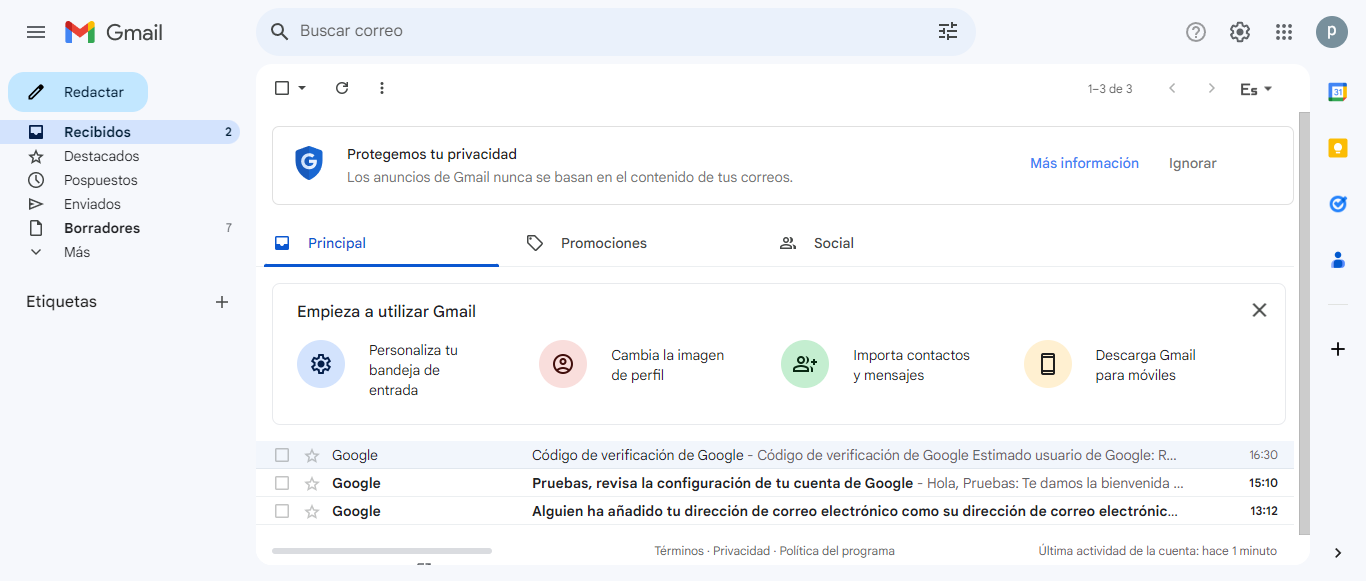 Gmail
Buscar correo
P
Redactar
1–3 de 3
Es
31
Recibidos 2
Destacados
Pospuestos
Enviados
Borradores 7
Más
Etiquetas
G
Protegemos tu privacidad
Los anuncios de Gmail nunca se basan en el contenido de tus correos.
Más información
Ignorar
Principal
Promociones
Social
Empieza a utilizar Gmail
Personaliza tu
bandeja de
entrada
Cambia la imagen
de perfil
Importa contactos
y mensajes
Descarga Gmail
para móviles
Google Código de verificación de Google - Código de verificación de Google Estimado usuario de Google: R... 16:30
Google Pruebas, revisa la configuración de tu cuenta de Google - Hola, Pruebas: Te damos la bienvenida ... 15:10
Google Alguien ha añadido tu dirección de correo electrónico como su dirección de correo electrónic... 13:12
Términos · Privacidad · Política del programa
Última actividad de la cuenta: hace 1 minuto